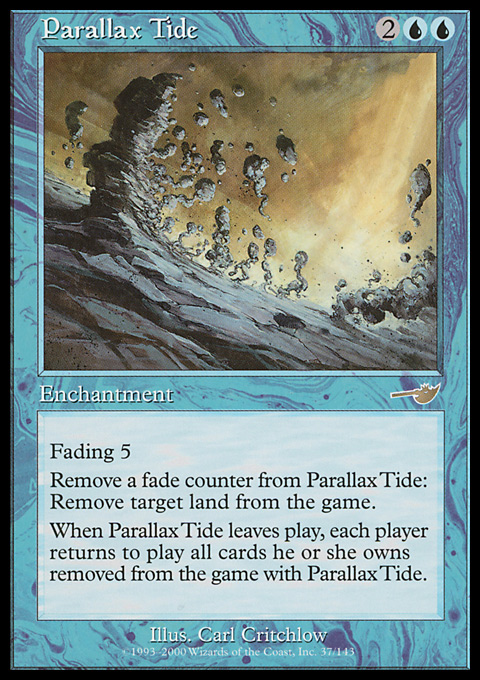 Parallax Tide 2
Enchantment
Fading 5
Remove a fade counter from Parallax Tide:
Remove target land from the game.
When Parallax Tide leaves play, each player
returns to play all cards he or she owns
removed from the game with Parallax Tide.
Illus. Carl Critchlow
©1993-2000 Wizards of the Coast, Inc. 37/143